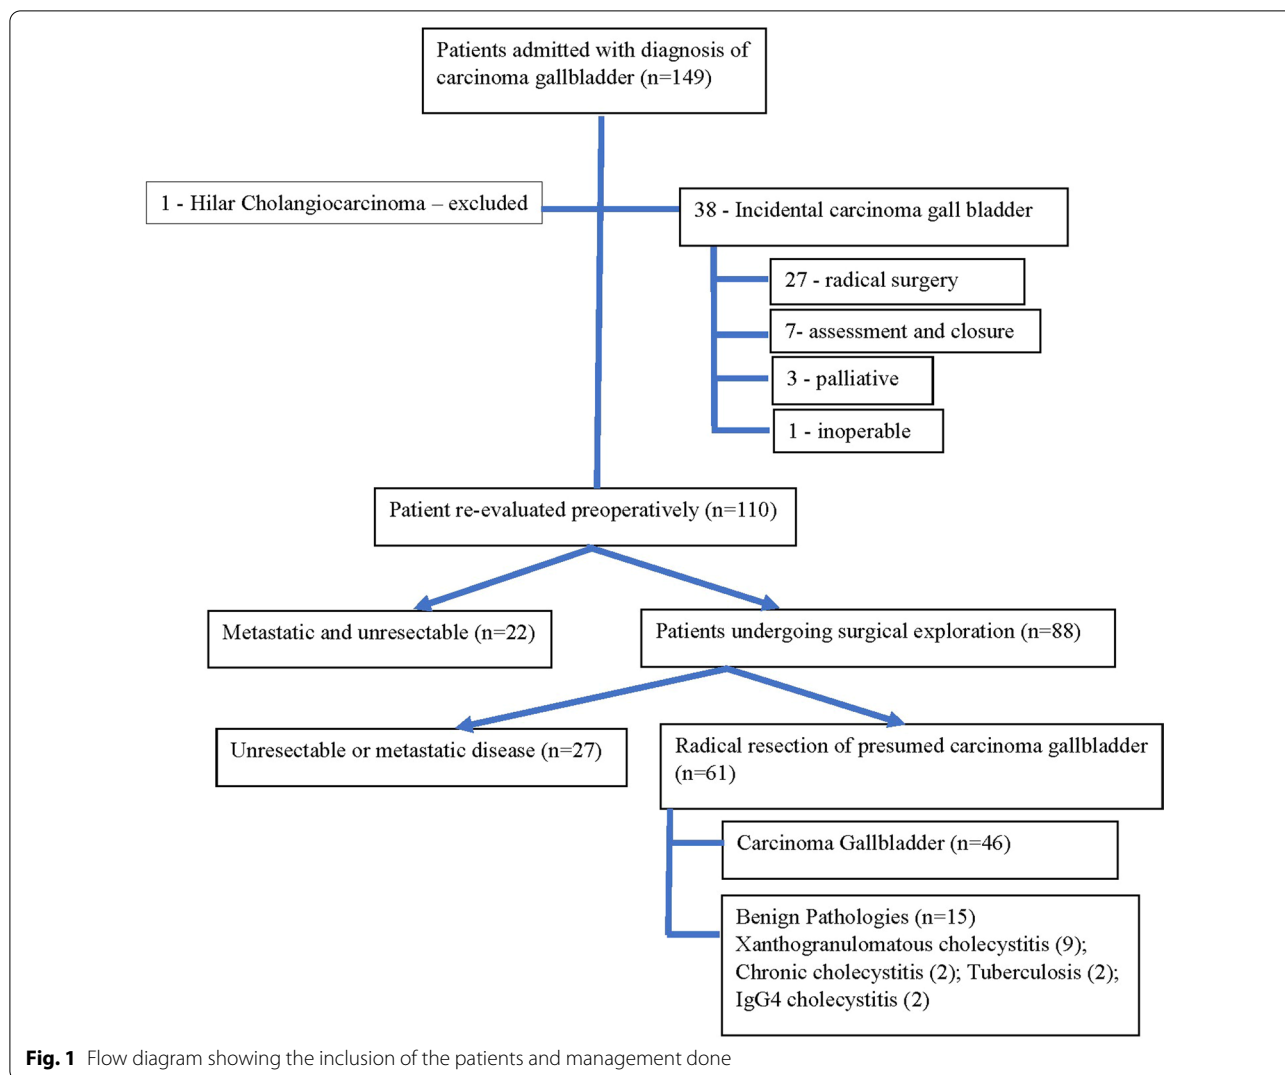 Patients admitted with diagnosis of
carcinoma gallbladder (n=149)
1 - Hilar Cholangiocarcinoma – excluded
38 - Incidental carcinoma gall bladder
27 - radical surgery
7- assessment and closure
3 - palliative
1 - inoperable
Patient re-evaluated preoperatively (n=110)
Metastatic and unresectable (n=22)
Patients undergoing surgical exploration (n=88)
Unresectable or metastatic disease (n=27)
Radical resection of presumed carcinoma gallbladder
(n=61)
Carcinoma Gallbladder (n=46)
Benign Pathologies (n=15)
Xanthogranulomatous cholecystitis (9);
Chronic cholecystitis (2); Tuberculosis (2);
IgG4 cholecystitis (2)
Fig. 1 Flow diagram showing the inclusion of the patients and management done